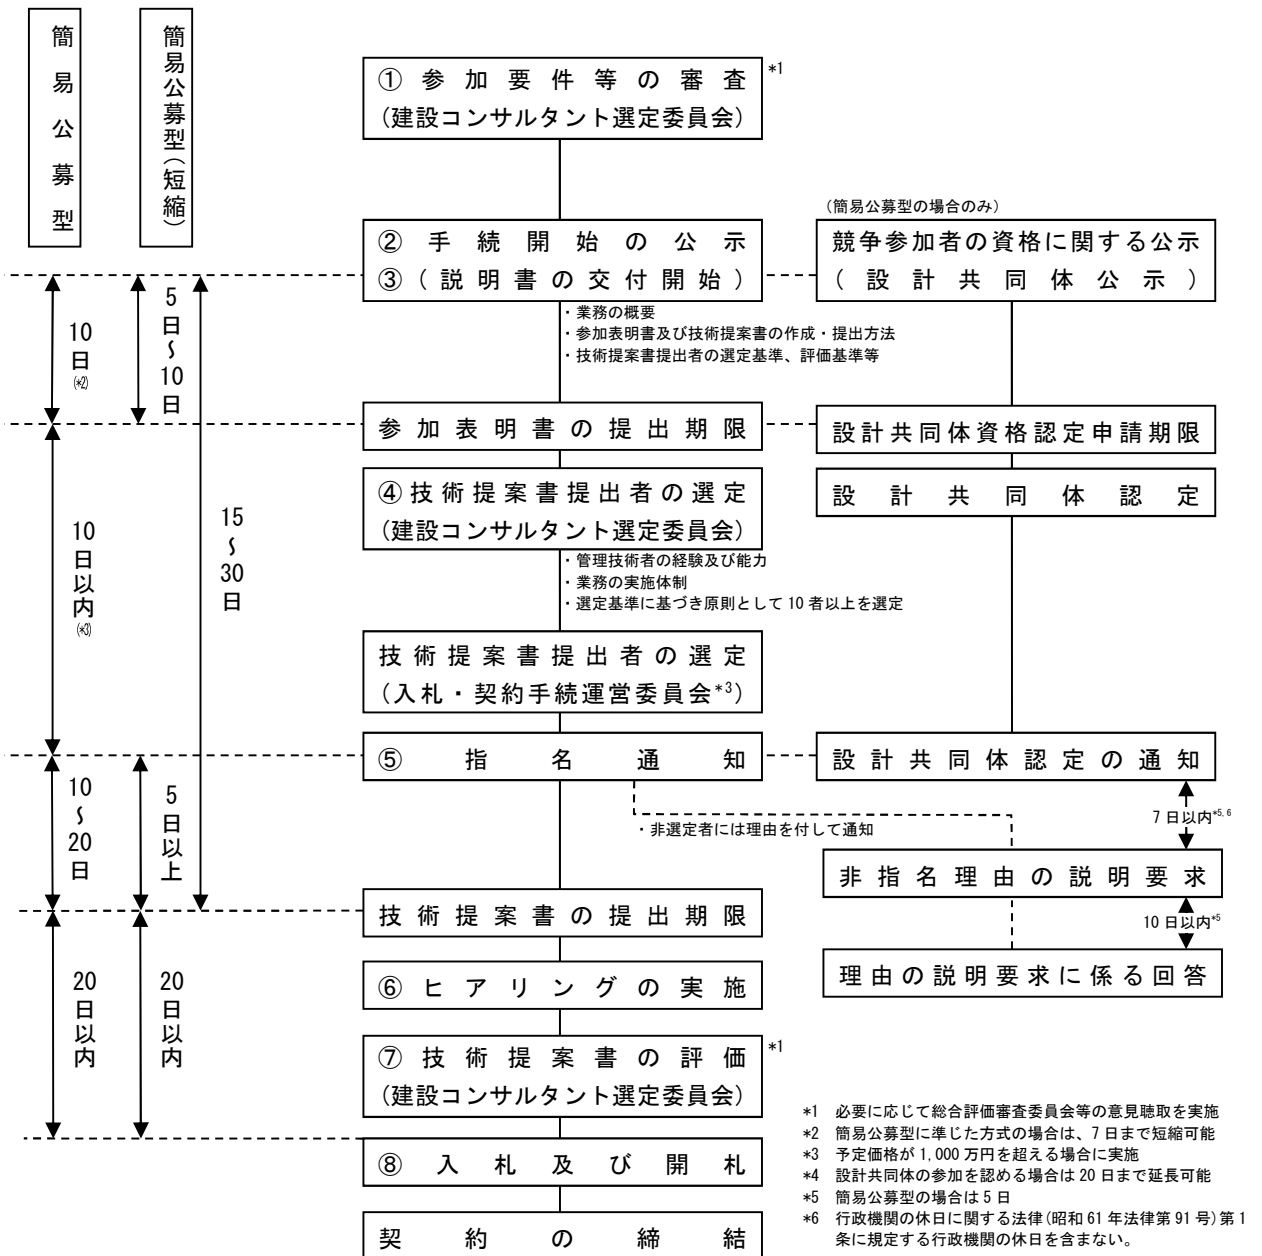 簡易公募型
簡易公募型(短縮)
①参加要件等の審査 *1
(建設コンサルタント選定委員会)
(簡易公募型の場合のみ)
②手続開始の公示
③(説明書の交付開始)
競争参加者の資格に関する公示
(設計共同体公示)
・業務の概要
・参加表明書及び技術提案書の作成・提出方法
・技術提案書提出者の選定基準、評価基準等
10日(*2)
5日~10日
15~30日
参加表明書の提出期限
設計共同体資格認定申請期限
④技術提案書提出者の選定
(建設コンサルタント選定委員会)
設計共同体認定
・管理技術者の経験及び能力
・業務の実施体制
・選定基準に基づき原則として10者以上を選定
10日以内(*3)
技術提案書提出者の選定
(入札・契約手続運営委員会*3)
⑤指名通知
設計共同体認定の通知
10~20日
5日以上
・非選定者には理由を付して通知
7日以内*5,6
非指名理由の説明要求
技術提案書の提出期限
10日以内*5
理由の説明要求に係る回答
20日以内
20日以内
⑥ヒアリングの実施
⑦技術提案書の評価 *1
(建設コンサルタント選定委員会)
⑧入札及び開札
契約の締結
*1 必要に応じて総合評価審査委員会等の意見聴取を実施
*2 簡易公募型に準じた方式の場合は、7日まで短縮可能
*3 予定価格が1,000万円を超える場合に実施
*4 設計共同体の参加を認める場合は20日まで延長可能
*5 簡易公募型の場合は5日
*6 行政機関の休日に関する法律(昭和61年法律第91号)第1
条に規定する行政機関の休日を含まない。